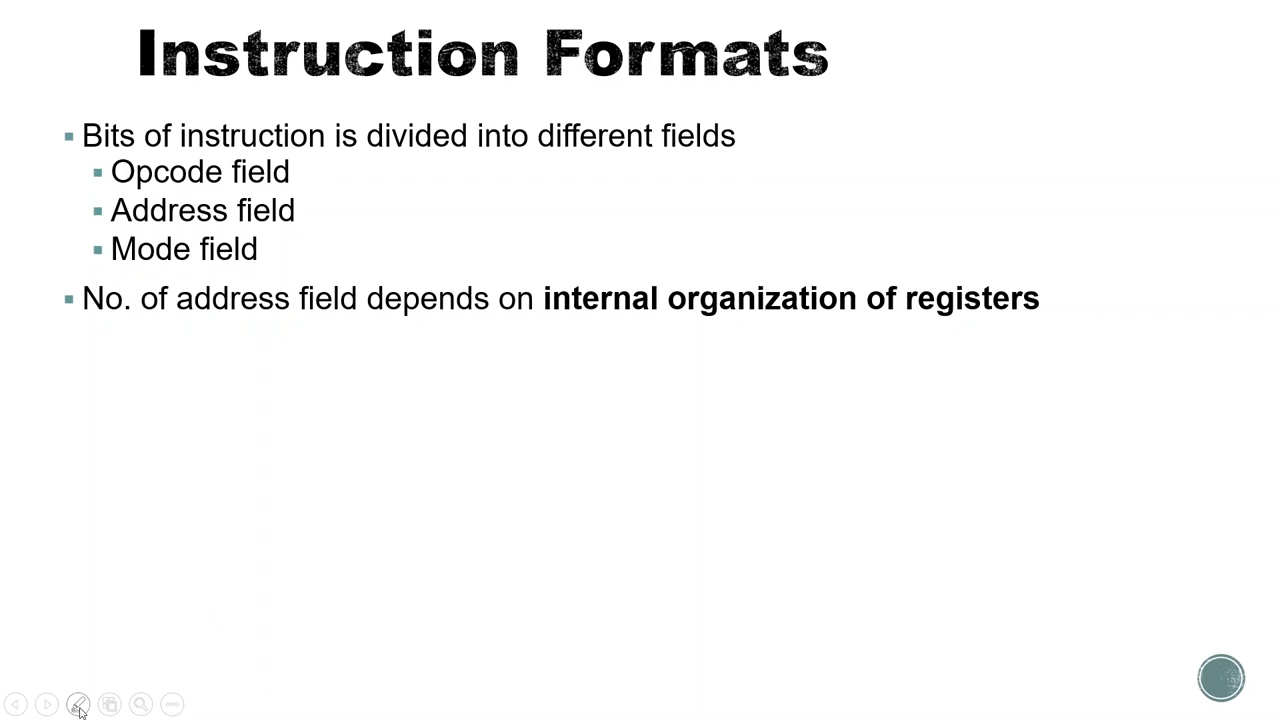 Instruction Formats
Bits of instruction is divided into different fields
Opcode field
Address field
Mode field
No. of address field depends on internal organization of registers